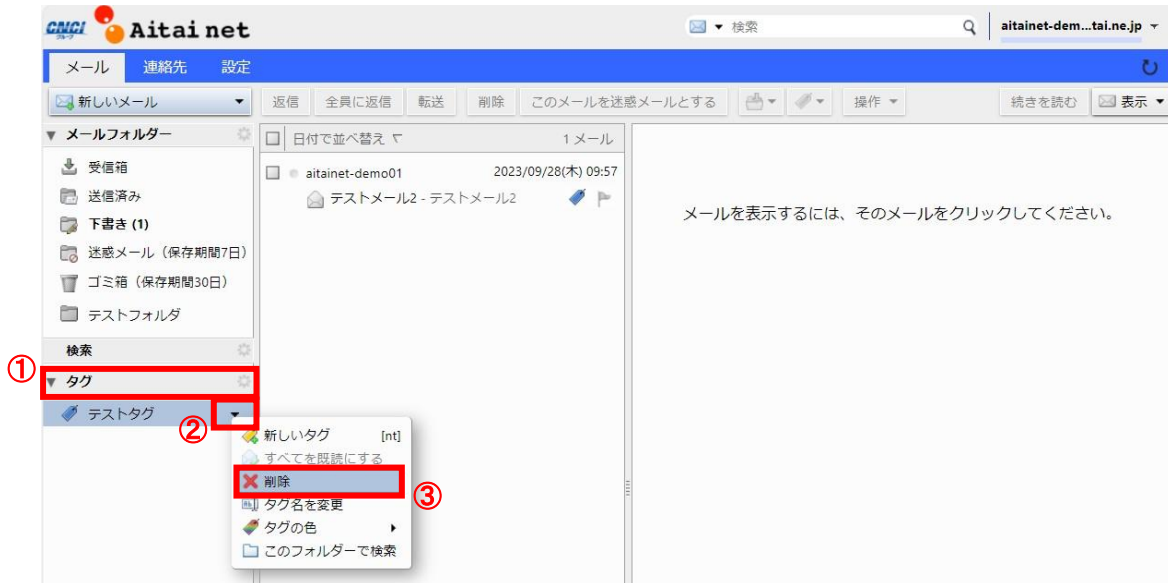 CNCI グループ Aitai net
検索
aitainet-dem...tai.ne.jp
メール 連絡先 設定
新しいメール
返信 全員に返信 転送 削除 このメールを迷惑メールとする 操作 続きを読む 表示
メールフォルダー
日付で並べ替え 1 メール
受信箱
送信済み
下書き (1)
迷惑メール（保存期間7日）
ゴミ箱（保存期間30日）
テストフォルダ
aitainet-demo01 2023/09/28(木) 09:57
テストメール2 - テストメール2
メールを表示するには、そのメールをクリックしてください。
検索
①
タグ
テストタグ
②
新しいタグ [nt]
すべてを既読にする
削除
③
タグ名を変更
タグの色
このフォルダーで検索